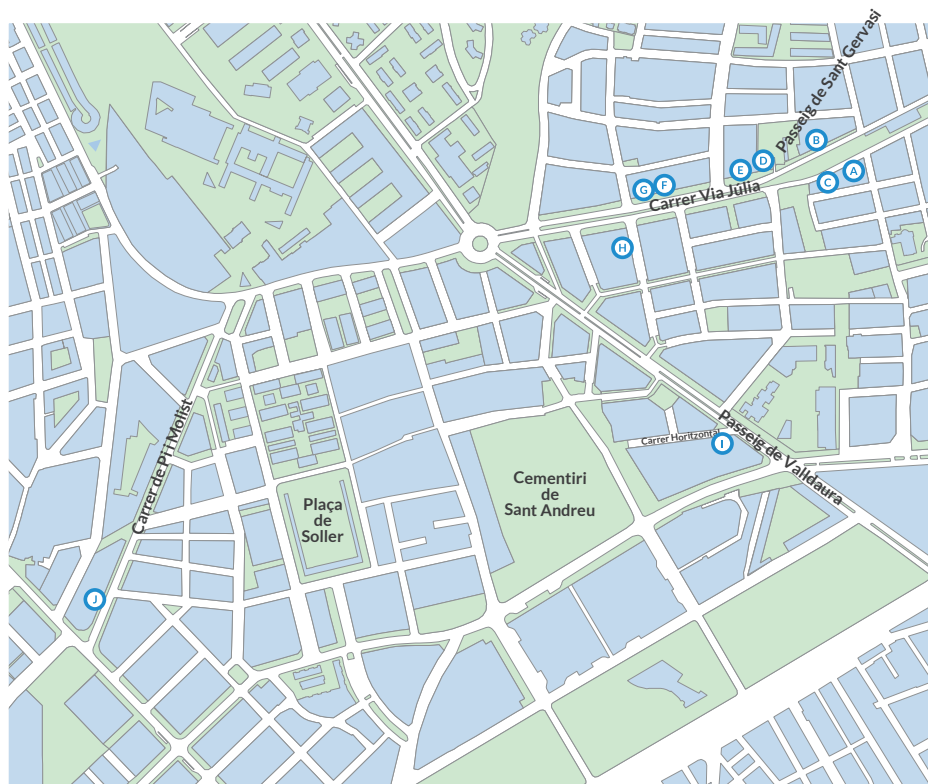 Passeig de Sant Gervasi
B
D
E
A
C
F
G
Carrer Via Júlia
H
Carrer de Pi i Molist
Passeig de Valldaura
Carrer Horitzontal
I
Cementiri
de
Sant Andreu
Plaça
de
Soller
J